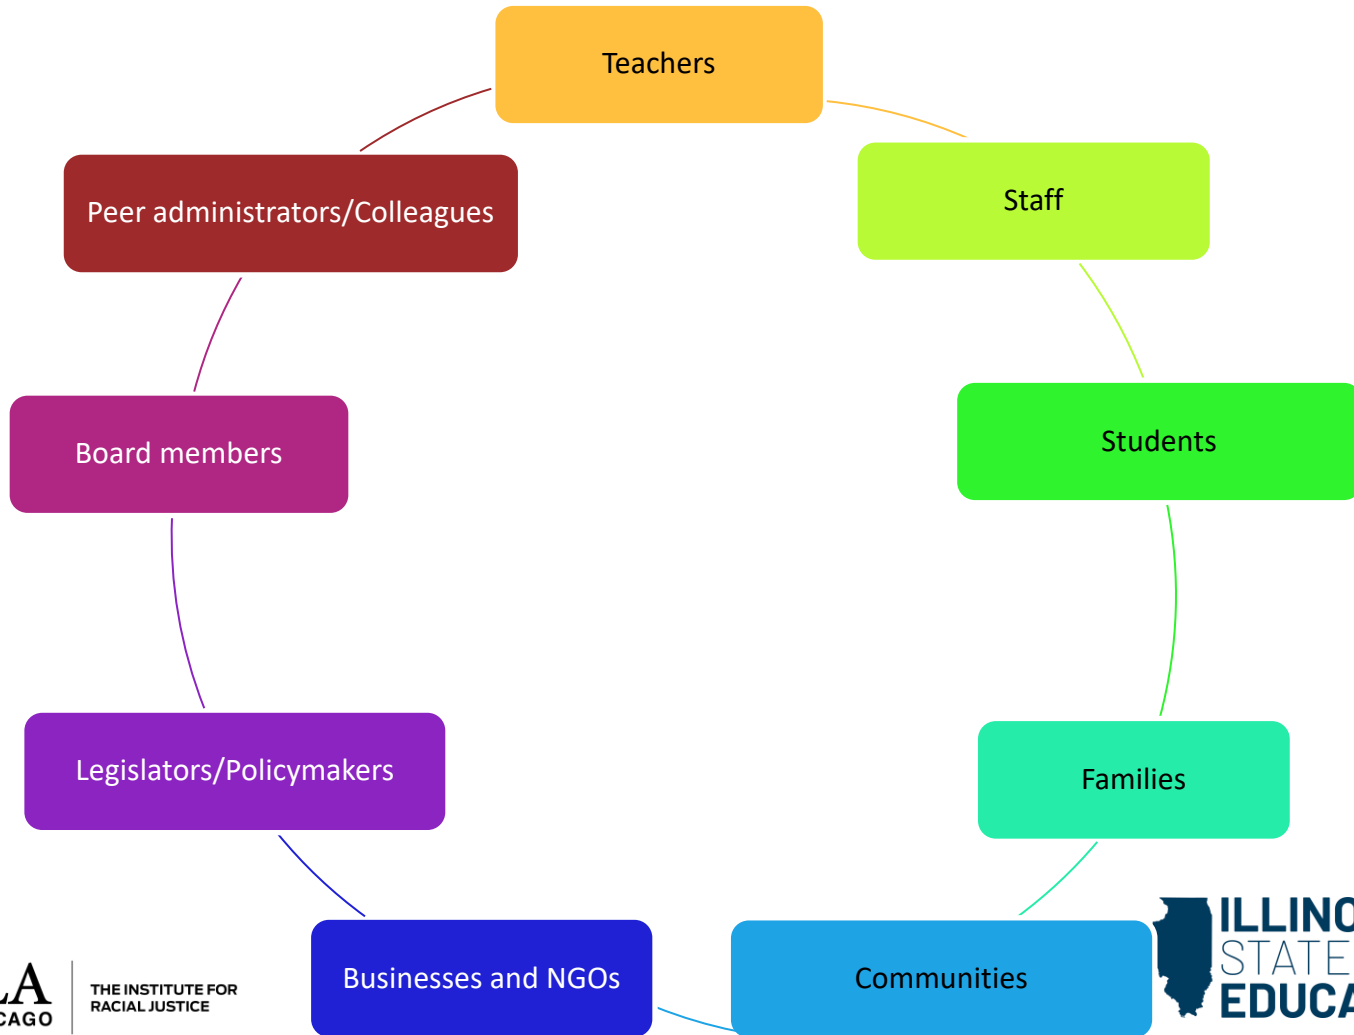 Teachers
Staff
Students
Families
Communities
Businesses and NGOs
Legislators/Policymakers
Board members
Peer administrators/Colleagues
THE INSTITUTE FOR
RACIAL JUSTICE
STATE